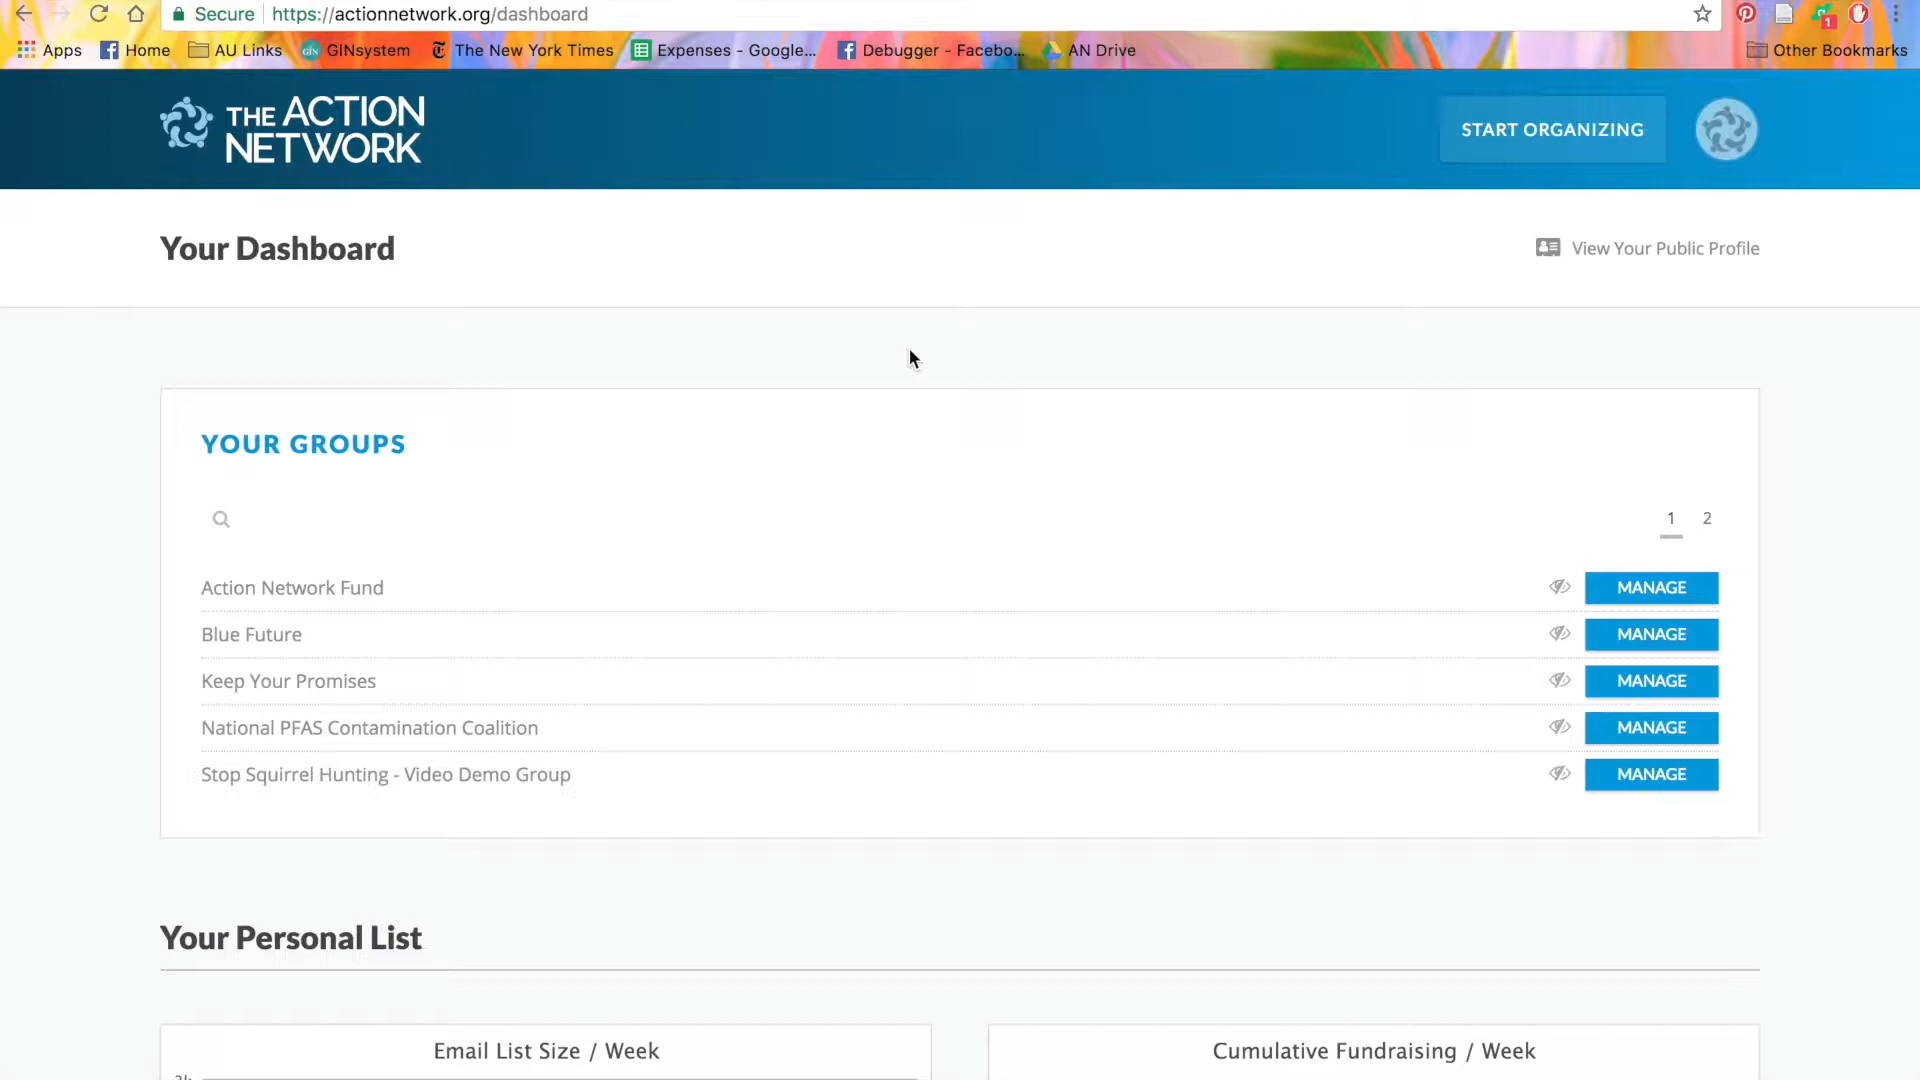 Secure https://actionnetwork.org/dashboard
1
Apps Home AU Links GINsystem The New York Times Expenses - Google... Debugger - Facebo... AN Drive Other Bookmarks
THE ACTION
NETWORK
START ORGANIZING
Your Dashboard
View Your Public Profile
YOUR GROUPS
1 2
Action Network Fund MANAGE
Blue Future MANAGE
Keep Your Promises MANAGE
National PFAS Contamination Coalition MANAGE
Stop Squirrel Hunting - Video Demo Group MANAGE
Your Personal List
Email List Size / Week
Cumulative Fundraising / Week